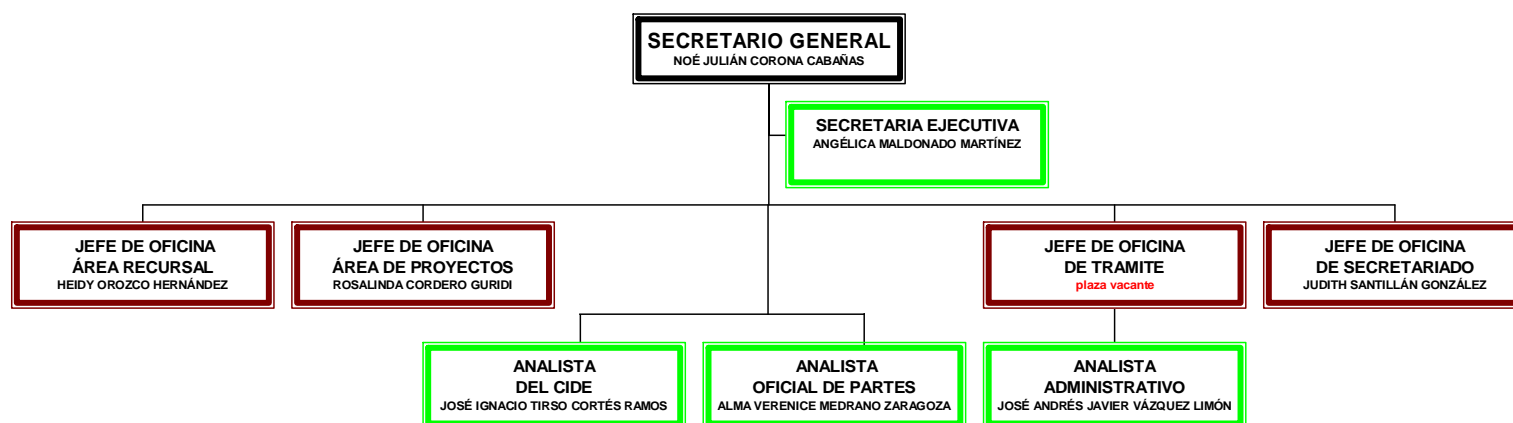 SECRETARIO GENERAL
NOÉ JULIÁN CORONA CABAÑAS
SECRETARIA EJECUTIVA
ANGÉLICA MALDONADO MARTÍNEZ
JEFE DE OFICINA
ÁREA RECURSAL
HEIDY OROZCO HERNÁNDEZ
JEFE DE OFICINA
ÁREA DE PROYECTOS
ROSALINDA CORDERO GURIDI
JEFE DE OFICINA
DE TRAMITE
plaza vacante
JEFE DE OFICINA
DE SECRETARIADO
JUDITH SANTILLÁN GONZÁLEZ
ANALISTA
DEL CIDE
JOSÉ IGNACIO TIRSO CORTÉS RAMOS
ANALISTA
OFICIAL DE PARTES
ALMA VERENICE MEDRANO ZARAGOZA
ANALISTA
ADMINISTRATIVO
JOSÉ ANDRÉS JAVIER VÁZQUEZ LIMÓN